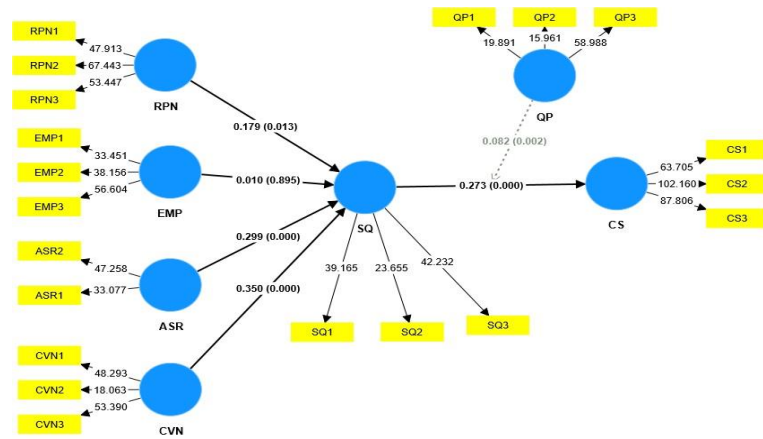 RPN1
47.913
RPN2
67.443
RPN3
53.447
RPN
QP1
QP2
QP3
19.891
15.961
58.988
QP
0.179 (0.013)
0.082 (0.002)
EMP1
33.451
EMP2
38.156
EMP3
56.604
EMP
0.010 (0.895)
SQ
0.273 (0.000)
CS1
63.705
CS2
102.160
CS3
87.806
CS
ASR2
47.258
ASR1
33.077
ASR
0.299 (0.000)
0.350 (0.000)
39.165
23.655
42.232
SQ1
SQ2
SQ3
CVN1
48.293
CVN2
18.063
CVN3
53.390
CVN